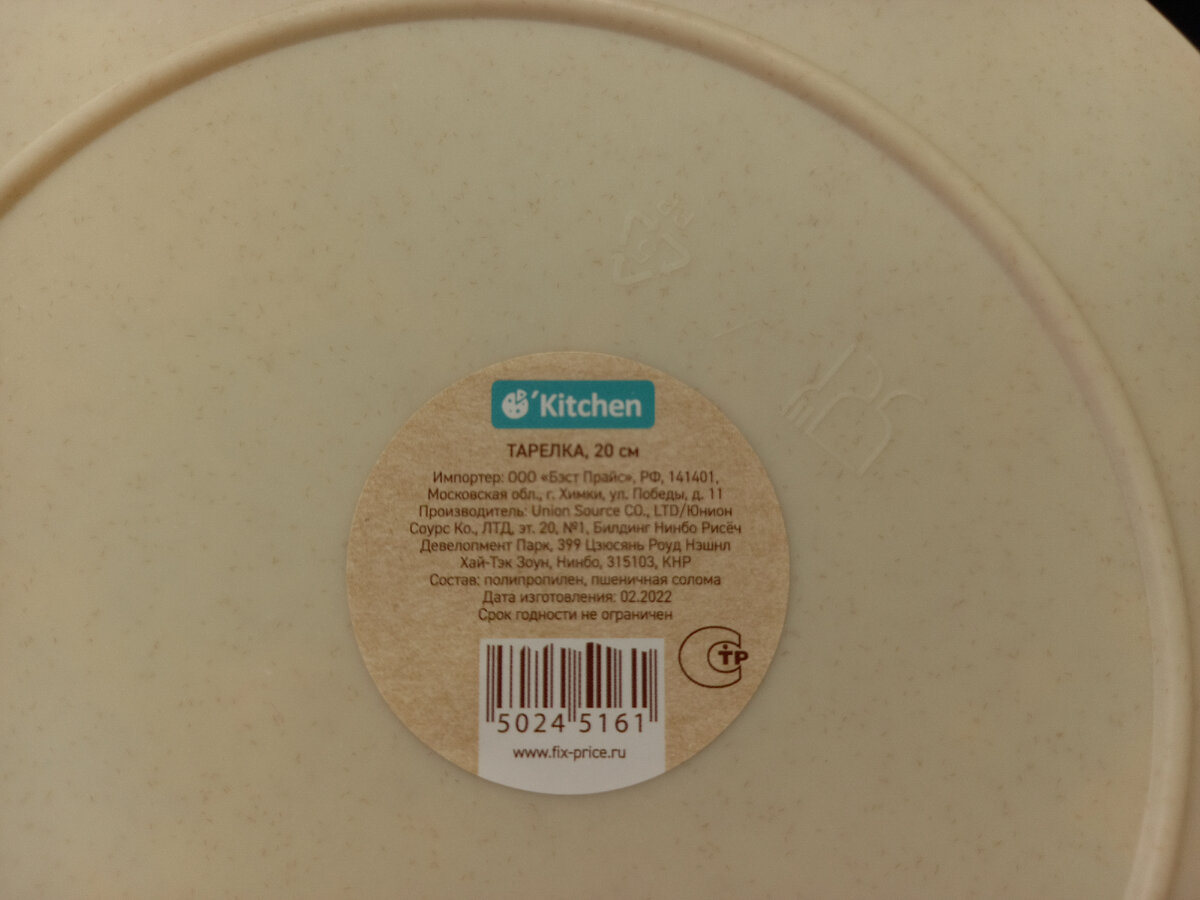 'Kitchen
ТАРЕЛКА, 20 см
Импортер: ООО «Бэст Прайс», РФ, 141401,
Московская обл., г. Химки, ул. Победы, д. 11
Производитель: Union Source CO., LTD/Юнион
Соурс Ко., ЛТД, эт. 20, №1, Билдинг Нинбо Рисёч
Девелопмент Парк, 399 Цзюсянь Роуд Нэшнл
Хай-Тэк Зоун, Нинбо, 315103, КНР
Состав: полипропилен, пшеничная солома
Дата изготовления: 02.2022
Срок годности не ограничен
СТР
5024 5161
www.fix-price.ru